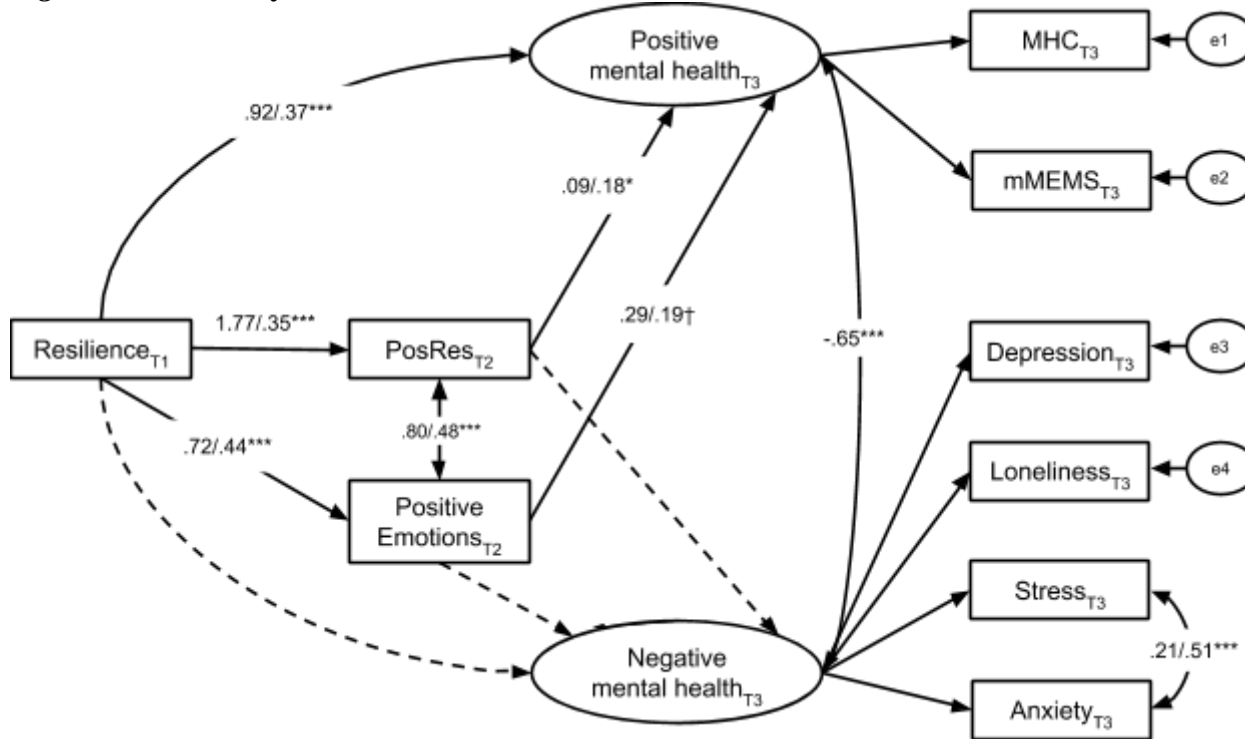 Positive
mental health_T3
MHC_T3
e1
.92/.37***
mMEMS_T3
e2
.09/.18*
.29/.19†
-.65***
Resilience_T1
1.77/.35***
PosRes_T2
Depression_T3
e3
.72/.44***
.80/.48***
Loneliness_T3
e4
Positive
Emotions_T2
Stress_T3
.21/.51***
Negative
mental health_T3
Anxiety_T3